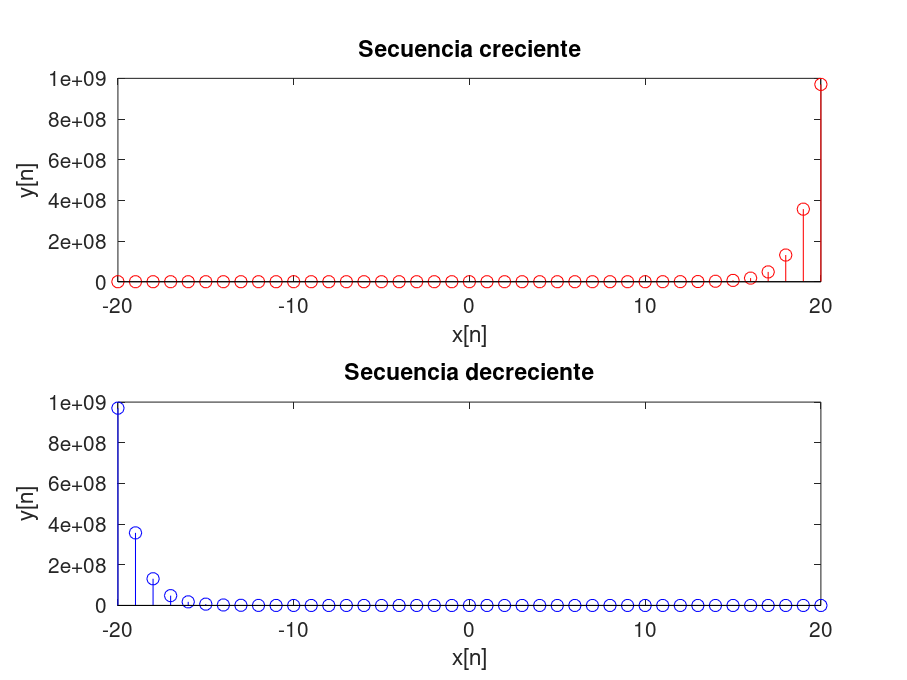 Secuencia creciente
1e+09
8e+08
6e+08
4e+08
2e+08
0
y[n]
-20 -10 0 10 20
x[n]
Secuencia decreciente
1e+09
8e+08
6e+08
4e+08
2e+08
0
y[n]
-20 -10 0 10 20
x[n]